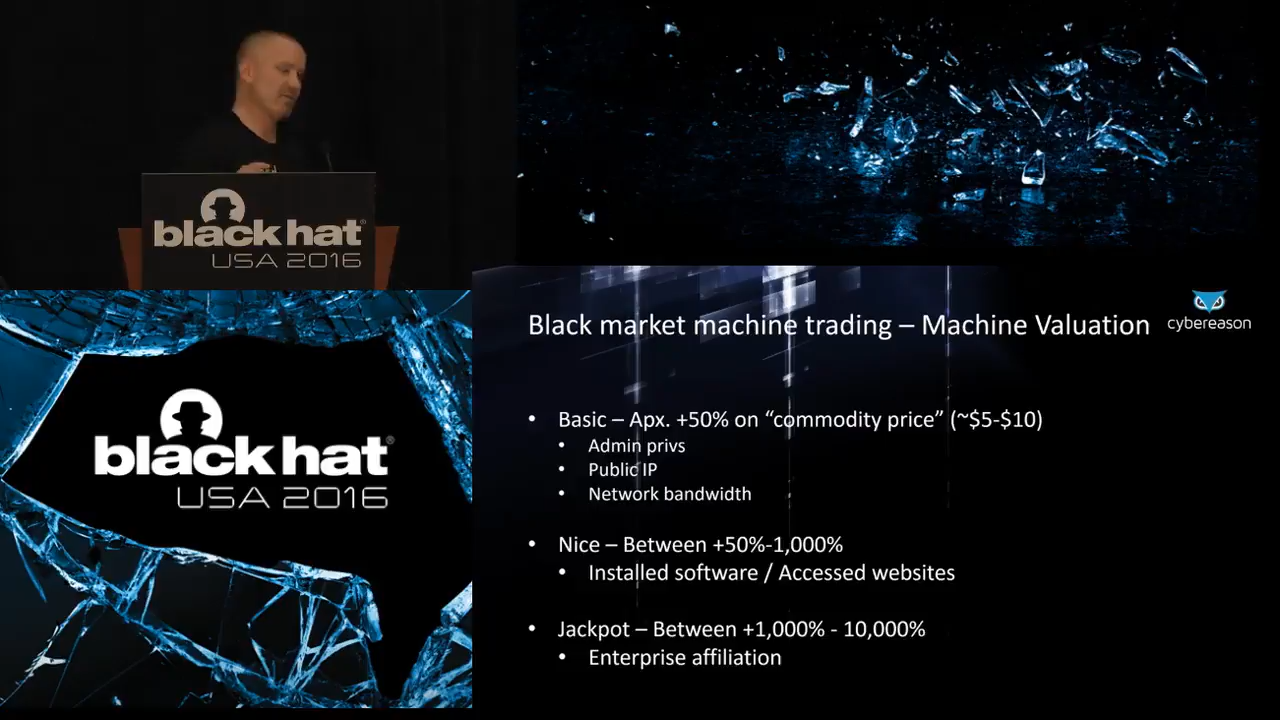 black hat®
USA 2016
black hat®
USA 2016
Black market machine trading – Machine Valuation
cybereason
• Basic – Apx. +50% on “commodity price” (~$5-$10)
• Admin privs
• Public IP
• Network bandwidth
• Nice – Between +50%-1,000%
• Installed software / Accessed websites
• Jackpot – Between +1,000% - 10,000%
• Enterprise affiliation